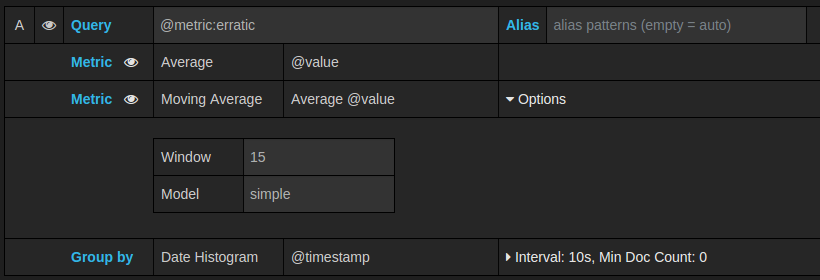 A Query @metric:erratic Alias alias patterns (empty = auto)
Metric Average @value
Metric Moving Average Average @value Options
Window 15
Model simple
Group by Date Histogram @timestamp Interval: 10s, Min Doc Count: 0